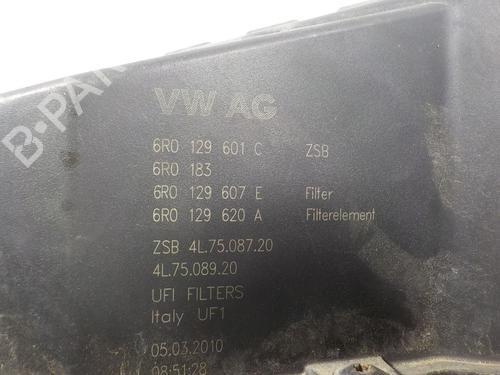 B-PARTS
VW AG
6R0 129 601 C ZSB
6R0 183
6R0 129 607 E Filter
6R0 129 620 A Filterelement
ZSB 4L.75.087.20
4L.75.089.20
UFI FILTERS
Italy UF1
05.03.2010
08:51:28